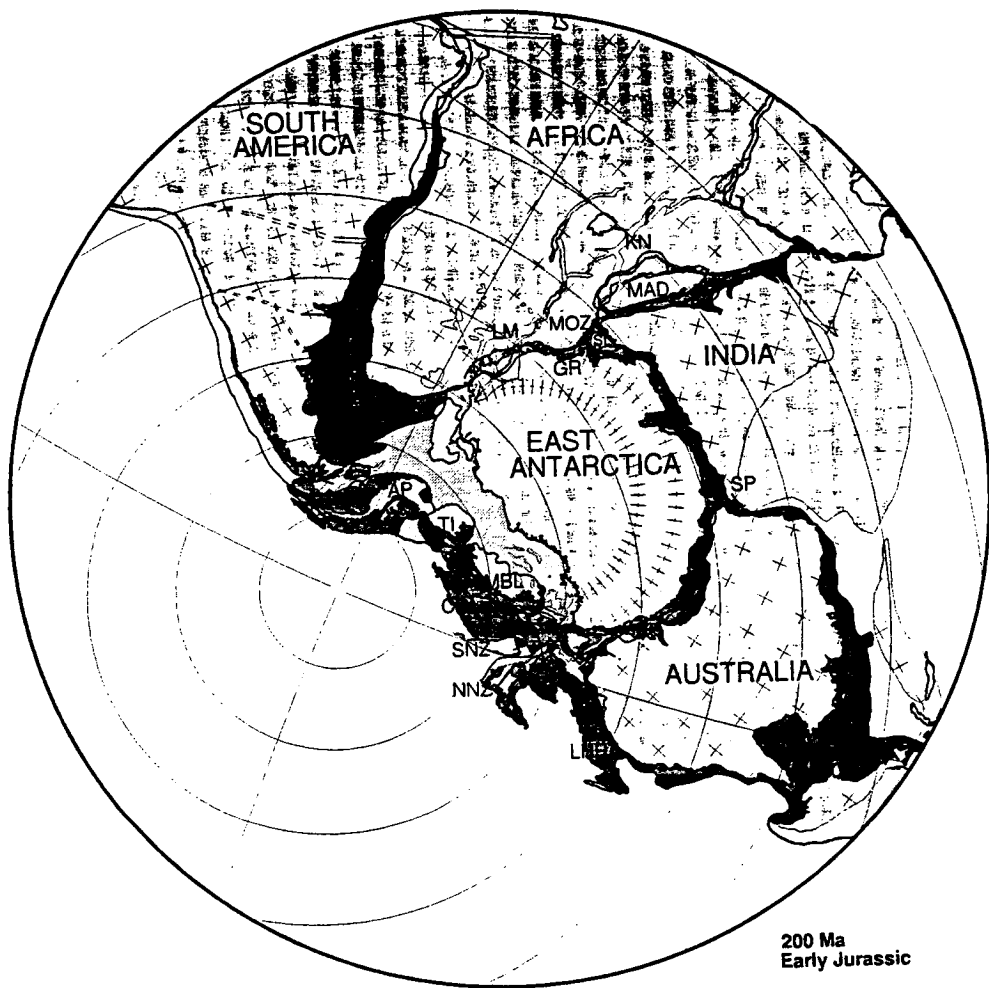 SOUTH
AMERICA
AFRICA
KN
MAD
LM
MOZ
SL
GR
INDIA
EAST
ANTARCTICA
SP
AP
TI
MBL
SNZ
NNZ
AUSTRALIA
200 Ma
Early Jurassic